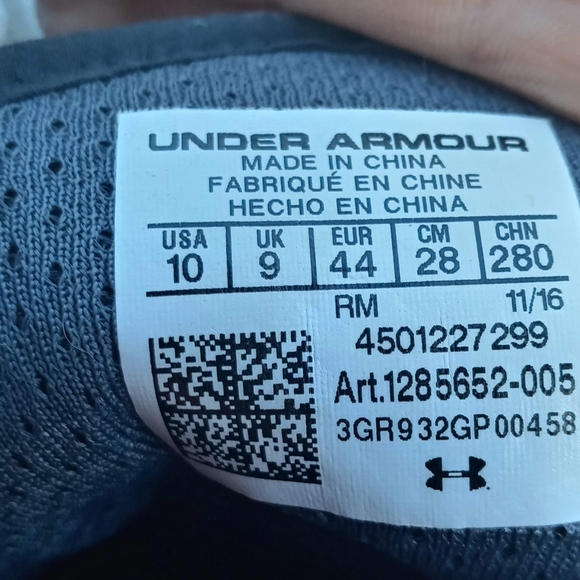 UNDER ARMOUR
MADE IN CHINA
FABRIQUÉ EN CHINE
HECHO EN CHINA
USA UK EUR CM CHN
10 9 44 28 280
RM 11/16
4501227299
Art.1285652-005
3GR932GP00458